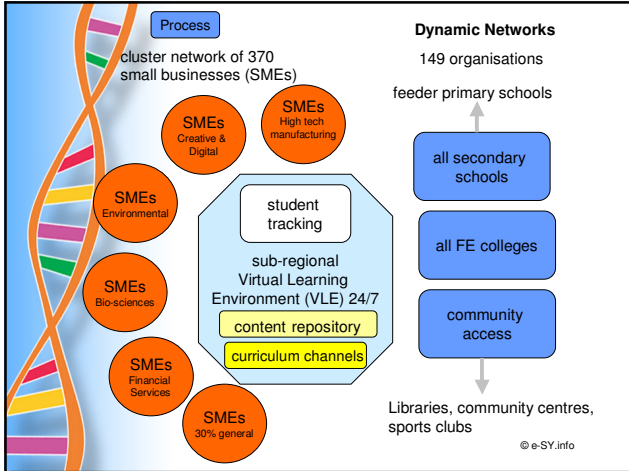 Process
cluster network of 370
small businesses (SMEs)
SMEs
High tech
manufacturing
SMEs
Creative &
Digital
SMEs
Environmental
SMEs
Bio-sciences
SMEs
Financial
Services
SMEs
30% general
student
tracking
sub-regional
Virtual Learning
Environment (VLE) 24/7
content repository
curriculum channels
Dynamic Networks
149 organisations
feeder primary schools
all secondary
schools
all FE colleges
community
access
Libraries, community centres,
sports clubs
© e-SY.info